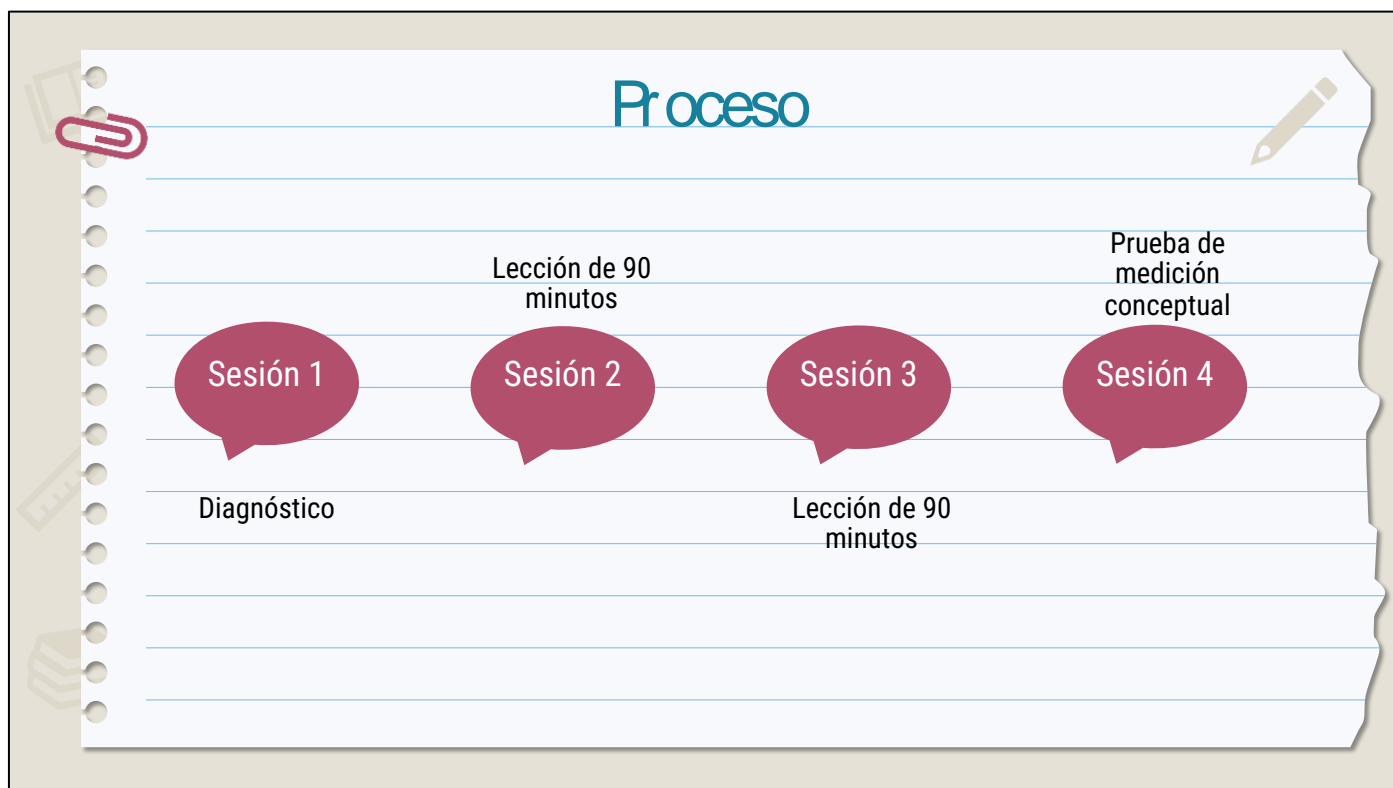 Proceso
Lección de 90
minutos
Prueba de
medición
conceptual
Sesión 1
Sesión 2
Sesión 3
Sesión 4
Diagnóstico
Lección de 90
minutos